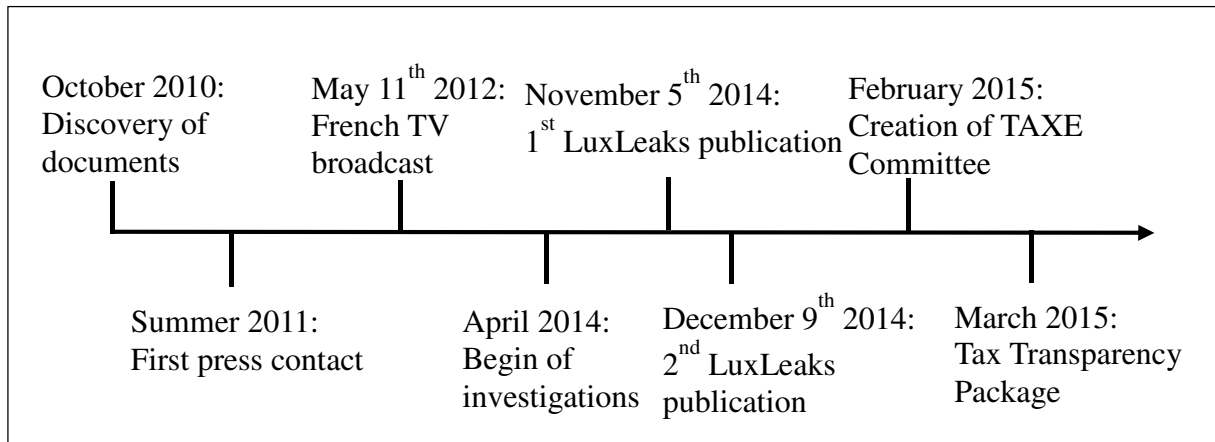 October 2010:
Discovery of
documents
May 11th 2012:
French TV
broadcast
November 5th 2014:
1st LuxLeaks publication
February 2015:
Creation of TAXE
Committee
Summer 2011:
First press contact
April 2014:
Begin of
investigations
December 9th 2014:
2nd LuxLeaks
publication
March 2015:
Tax Transparency
Package